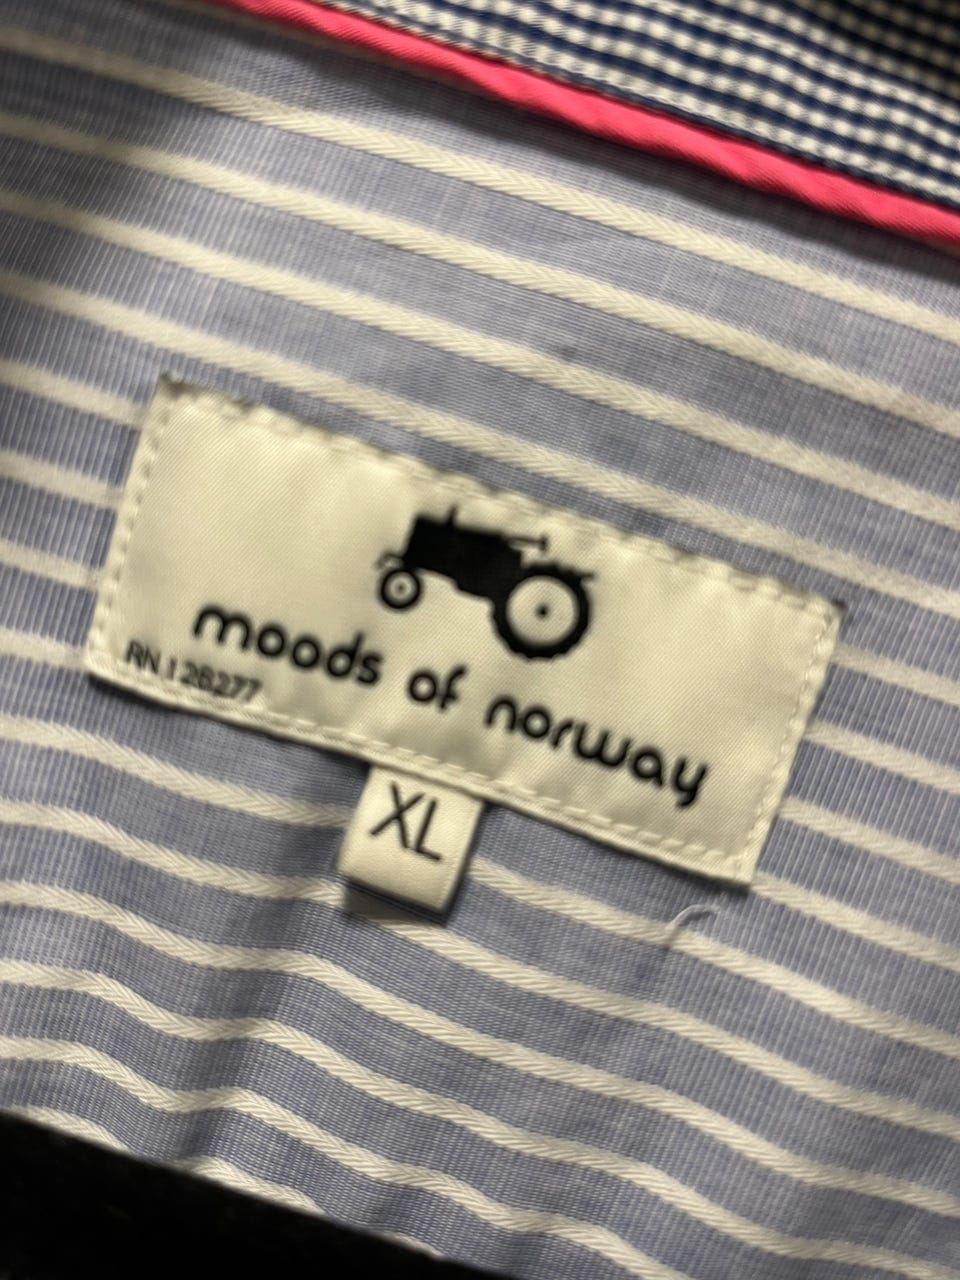 moods of norway
RN 128277
XL